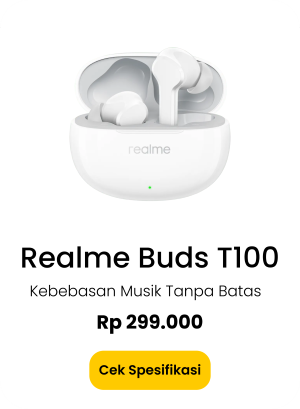 realme
Realme Buds T100
Kebebasan Musik Tanpa Batas
Rp 299.000
Cek Spesifikasi